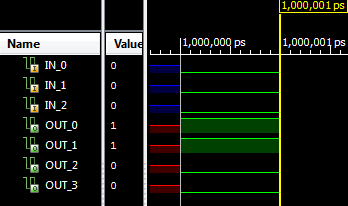 1,000,001 ps
Name
Value
1,000,000 ps
1,000,001 ps
IN_0
0
IN_1
0
IN_2
0
OUT_0
1
OUT_1
1
OUT_2
0
OUT_3
0